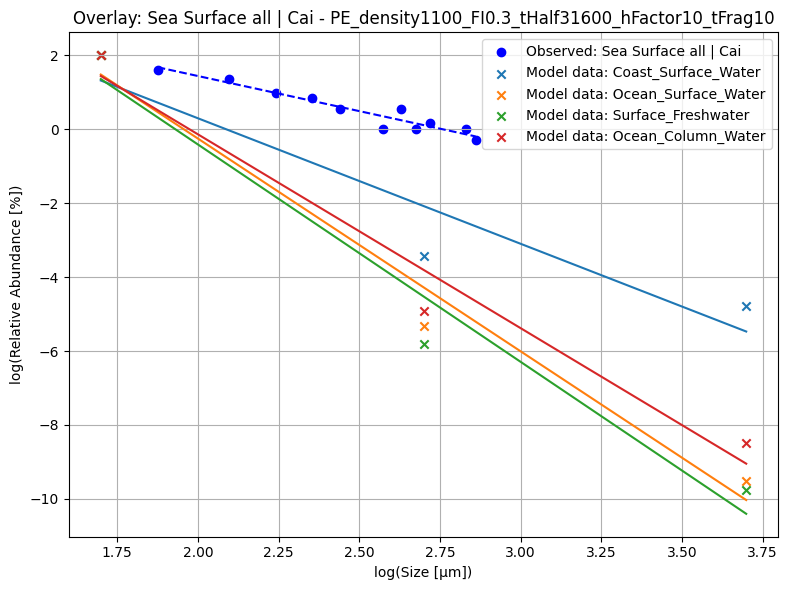 Overlay: Sea Surface all | Cai - PE_density1100_FI0.3_tHalf31600_hFactor10_tFrag10
Observed: Sea Surface all | Cai
Model data: Coast_Surface_Water
Model data: Ocean_Surface_Water
Model data: Surface_Freshwater
Model data: Ocean_Column_Water
log(Relative Abundance [%])
2
0
−2
−4
−6
−8
−10
1.75
2.00
2.25
2.50
2.75
3.00
3.25
3.50
3.75
log(Size [μm])